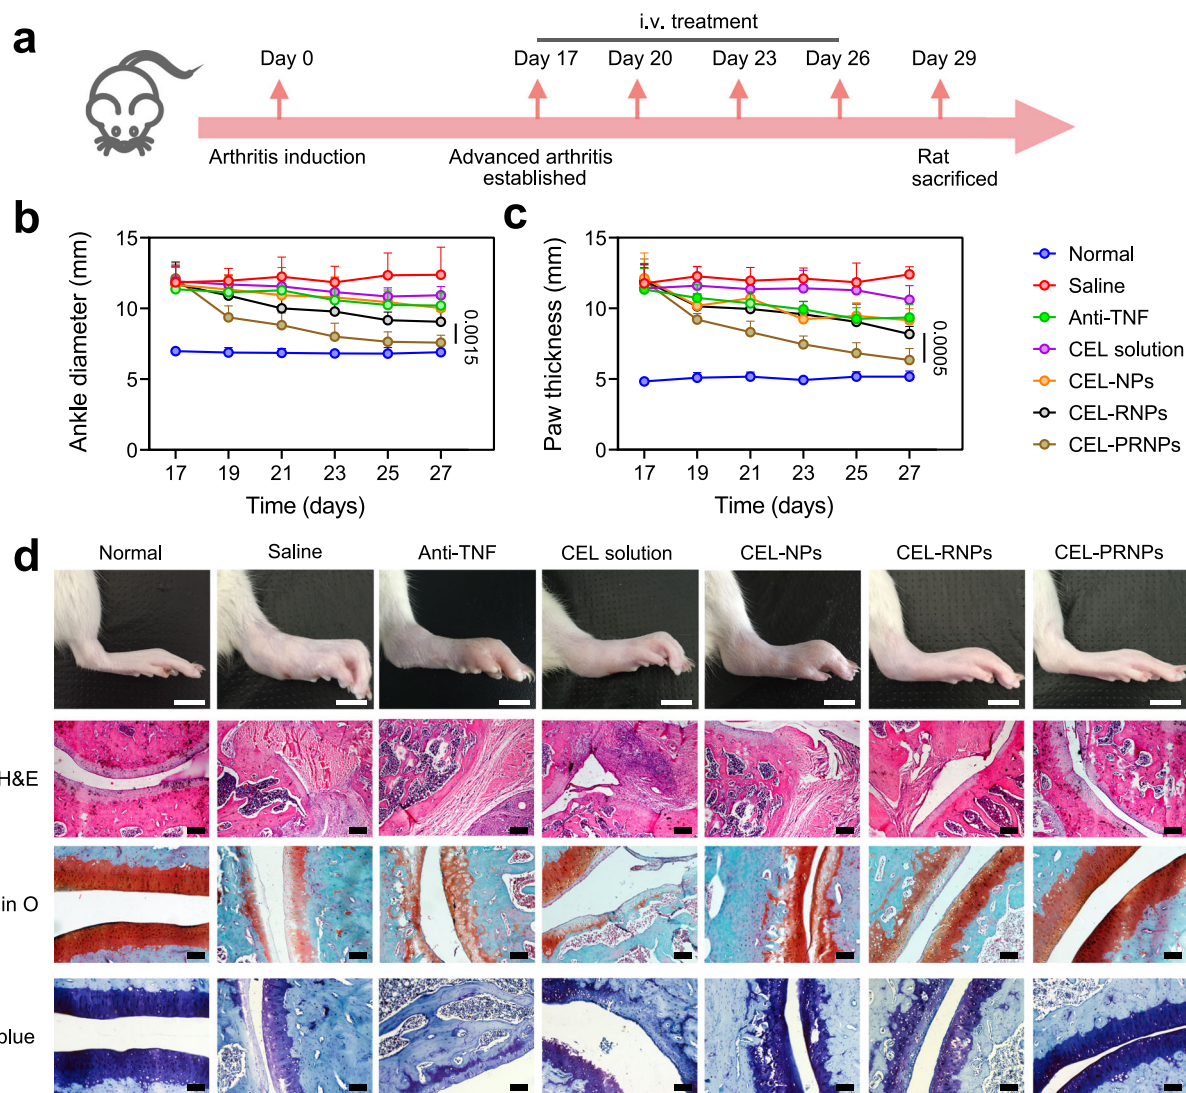 a
i.v. treatment
Day 0
Day 17
Day 20
Day 23
Day 26
Day 29
Arthritis induction
Advanced arthritis
established
Rat
sacrificed
b
Ankle diameter (mm)
15
10
5
0
17
19
21
23
25
27
Time (days)
0.0015
c
Paw thickness (mm)
15
10
5
0
17
19
21
23
25
27
Time (days)
0.0005
Normal
Saline
Anti-TNF
CEL solution
CEL-NPs
CEL-RNPs
CEL-PRNPs
d
Normal
Saline
Anti-TNF
CEL solution
CEL-NPs
CEL-RNPs
CEL-PRNPs
H&E
in O
blue